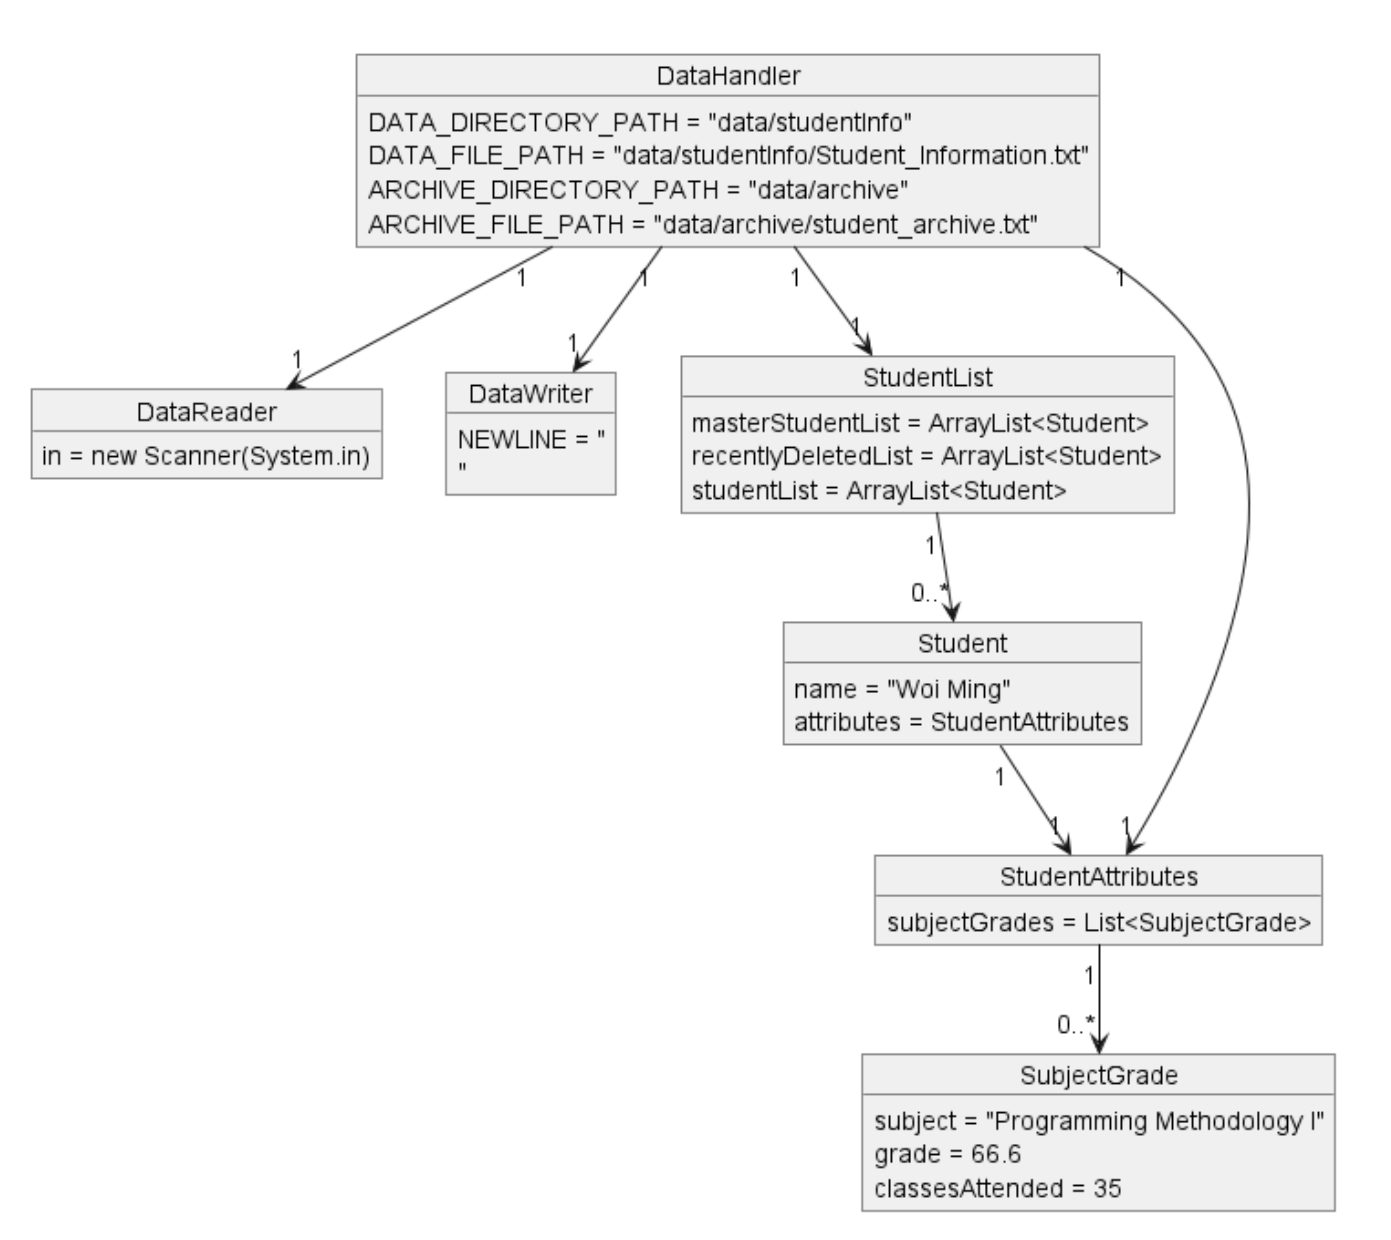 DataHandler
DATA_DIRECTORY_PATH = "data/studentInfo"
DATA_FILE_PATH = "data/studentInfo/Student_Information.txt"
ARCHIVE_DIRECTORY_PATH = "data/archive"
ARCHIVE_FILE_PATH = "data/archive/student_archive.txt"
1
1
1
1
1
1
1
DataReader
in = new Scanner(System.in)
DataWriter
NEWLINE = "
"
StudentList
masterStudentList = ArrayList<Student>
recentlyDeletedList = ArrayList<Student>
studentList = ArrayList<Student>
1
0..*
Student
name = "Woi Ming"
attributes = StudentAttributes
1
1
1
StudentAttributes
subjectGrades = List<SubjectGrade>
1
0..*
SubjectGrade
subject = "Programming Methodology I"
grade = 66.6
classesAttended = 35